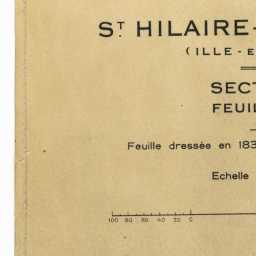 ST. HILAIRE-
(ILLE-E
SECT
FEUIL
Feuille dressée en 183
Echelle
100 80 60 40 20 0